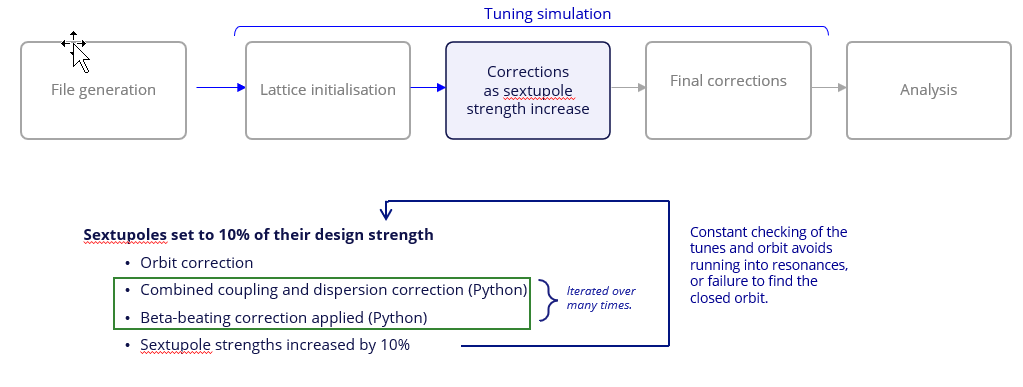 Tuning simulation
File generation
Lattice initialisation
Corrections
as sextupole
strength increase
Final corrections
Analysis
Sextupoles set to 10% of their design strength
• Orbit correction
• Combined coupling and dispersion correction (Python)
• Beta-beating correction applied (Python)
• Sextupole strengths increased by 10%
Iterated over
many times.
Constant checking of the
tunes and orbit avoids
running into resonances,
or failure to find the
closed orbit.